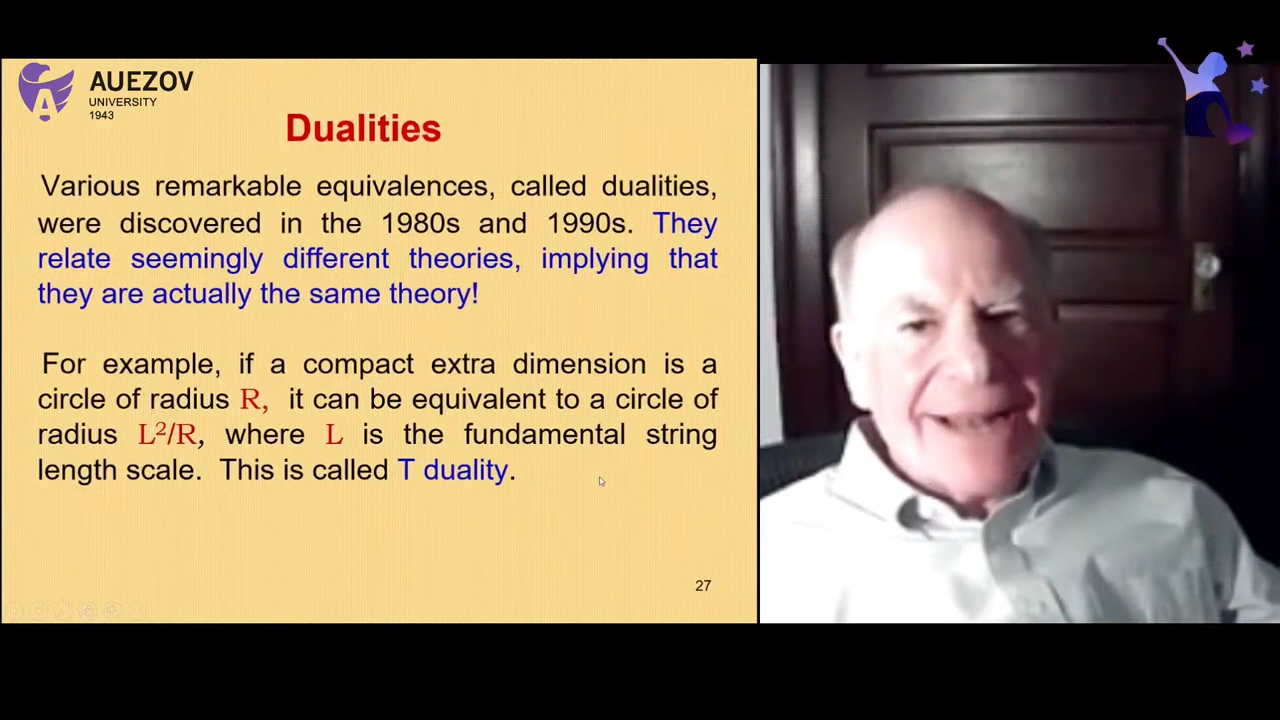 AUEZOV
UNIVERSITY
1943
Dualities
Various remarkable equivalences, called dualities,
were discovered in the 1980s and 1990s. They
relate seemingly different theories, implying that
they are actually the same theory!
For example, if a compact extra dimension is a
circle of radius R, it can be equivalent to a circle of
radius L²/R, where L is the fundamental string
length scale. This is called T duality.
27